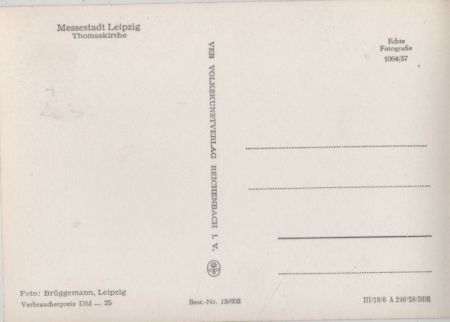 Messestadt Leipzig
Thomaskirche
Echte
Fotografie
1064/57
VEB VOLKSKUNSTVERLAG REICHENBACH i. V.
Foto: Brüggemann, Leipzig
Verbraucherpreis DM –, 25
Best.-Nr. 13/603
III/18/6 A 246/58/DDR